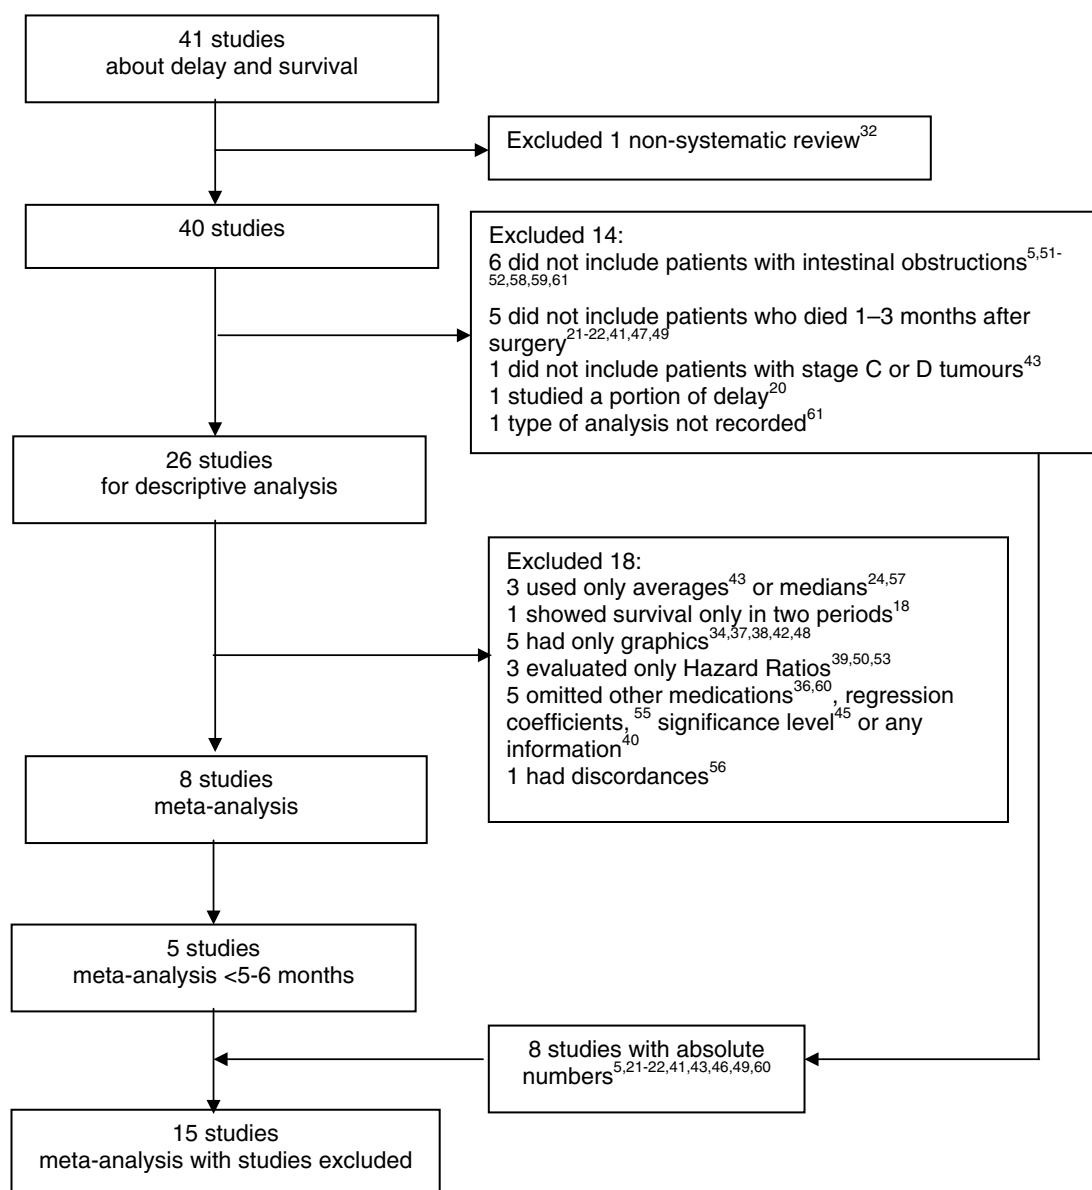 41 studies
about delay and survival
Excluded 1 non-systematic review32
40 studies
Excluded 14:
6 did not include patients with intestinal obstructions5,51-
52,58,59,61
5 did not include patients who died 1–3 months after
surgery21-22,41,47,49
1 did not include patients with stage C or D tumours43
1 studied a portion of delay20
1 type of analysis not recorded61
26 studies
for descriptive analysis
Excluded 18:
3 used only averages43 or medians24,57
1 showed survival only in two periods18
5 had only graphics34,37,38,42,48
3 evaluated only Hazard Ratios39,50,53
5 omitted other medications36,60, regression
coefficients, 55 significance level45 or any
information40
1 had discordances56
8 studies
meta-analysis
5 studies
meta-analysis <5-6 months
8 studies with absolute
numbers5,21-22,41,43,46,49,60
15 studies
meta-analysis with studies excluded